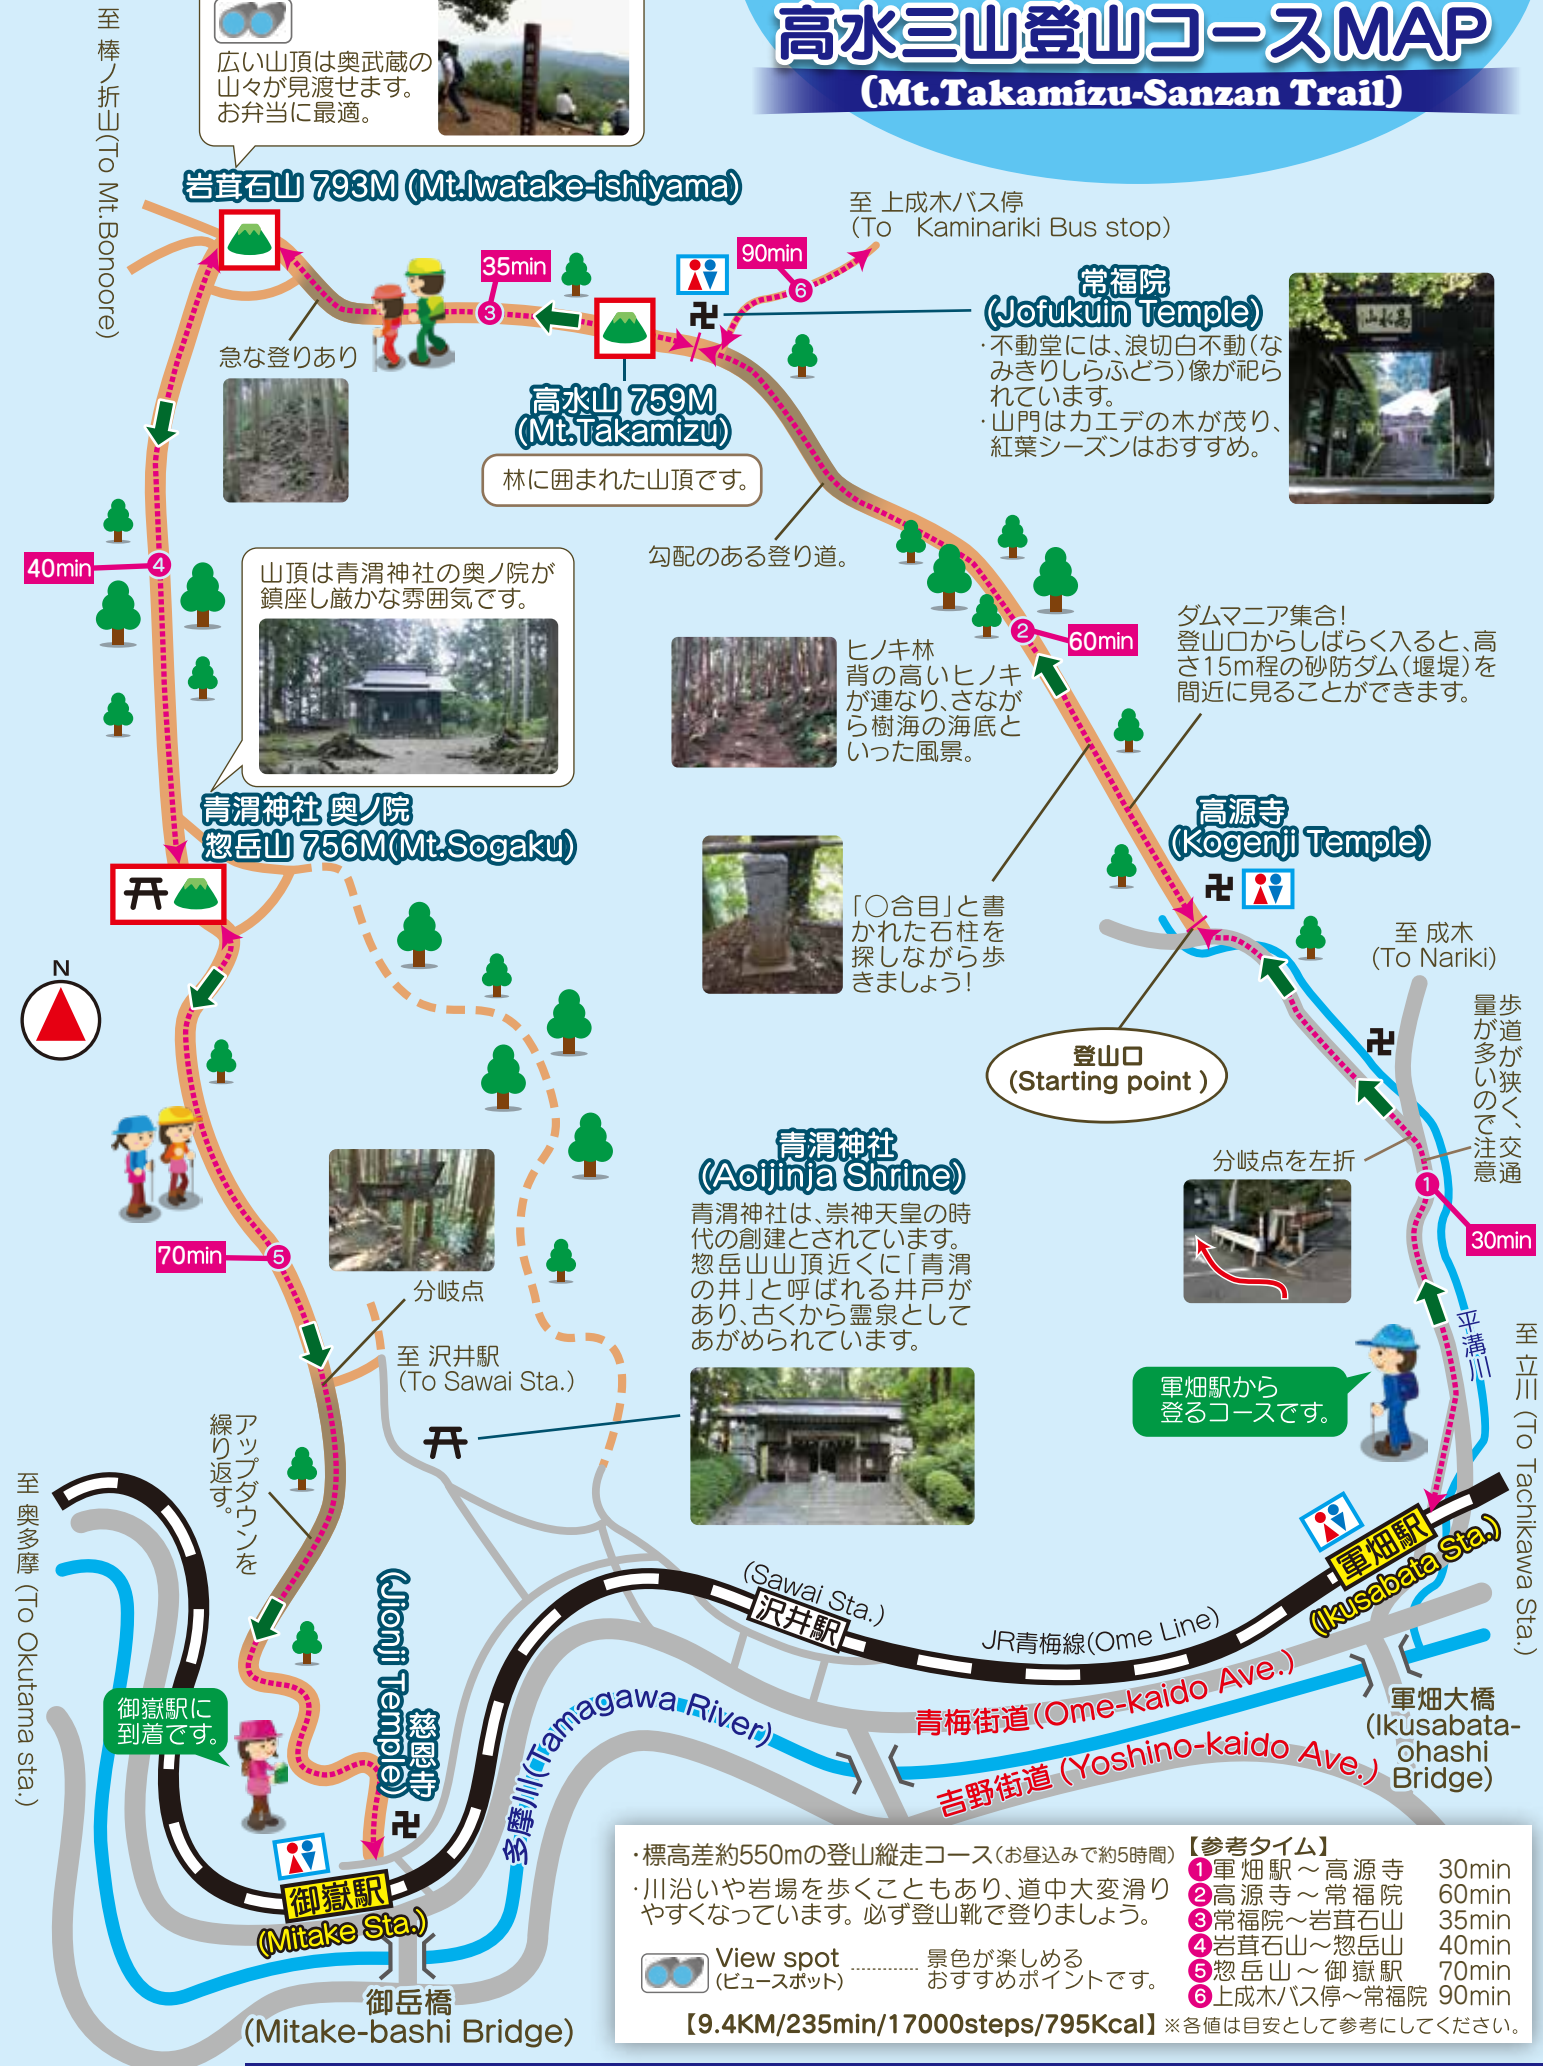 高水三山登山コースMAP
(Mt.Takamizu-Sanzan Trail)
至 棒ノ折山(To Mt.Bonoore)
広い山頂は奥武蔵の
山々が見渡せます。
お弁当に最適。
岩茸石山 793M (Mt.Iwatake-ishiyama)
至 上成木バス停
(To Kaminariki Bus stop)
35min
90min
3
6
急な登りあり
高水山 759M
(Mt.Takamizu)
林に囲まれた山頂です。
常福院
(Jofukuin Temple)
・不動堂には、浪切白不動(な
みきりしらふどう)像が祀ら
れています。
・山門はカエデの木が茂り、
紅葉シーズンはおすすめ。
高水山
勾配のある登り道。
40min
4
山頂は青渭神社の奥ノ院が
鎮座し厳かな雰囲気です。
2
60min
ヒノキ林
背の高いヒノキ
が連なり、さなが
ら樹海の海底と
いった風景。
ダムマニア集合!
登山口からしばらく入ると、高
さ15m程の砂防ダム(堰堤)を
間近に見ることができます。
青渭神社 奥ノ院
惣岳山 756M(Mt.Sogaku)
高源寺
(Kogenji Temple)
「○合目」と書
かれた石柱を
探しながら歩
きましょう!
至 成木
(To Nariki)
N
歩道が狭く、交通
量が多いので注意
登山口
(Starting point )
分岐点を左折
1
30min
青渭神社
(Aoijinja Shrine)
青渭神社は、崇神天皇の時
代の創建とされています。
惣岳山山頂近くに「青渭
の井」と呼ばれる井戸が
あり、古くから霊泉として
あがめられています。
70min
5
分岐点
至 沢井駅
(To Sawai Sta.)
平溝川
至 立川 (To Tachikawa Sta.)
軍畑駅から
登るコースです。
アップダウンを
繰り返す。
至 奥多摩 (To Okutama sta.)
軍畑駅
(Ikusabata Sta.)
(Sawai Sta.)
沢井駅
JR青梅線(Ome Line)
慈恩寺
(Jionji Temple)
御嶽駅に
到着です。
多摩川(Tamagawa River)
青梅街道(Ome-kaido Ave.)
吉野街道 (Yoshino-kaido Ave.)
軍畑大橋
(Ikusabata-
ohashi
Bridge)
御嶽駅
(Mitake Sta.)
御岳橋
(Mitake-bashi Bridge)
・標高差約550mの登山縦走コース(お昼込みで約5時間)
・川沿いや岩場を歩くこともあり、道中大変滑り
やすくなっています。必ず登山靴で登りましょう。
View spot
(ビュースポット)
景色が楽しめる
おすすめポイントです。
【参考タイム】
1 軍畑駅～高源寺 30min
2 高源寺～常福院 60min
3 常福院～岩茸石山 35min
4 岩茸石山～惣岳山 40min
5 惣岳山～御嶽駅 70min
6 上成木バス停～常福院 90min
【9.4KM/235min/17000steps/795Kcal】 ※各値は目安として参考にしてください。